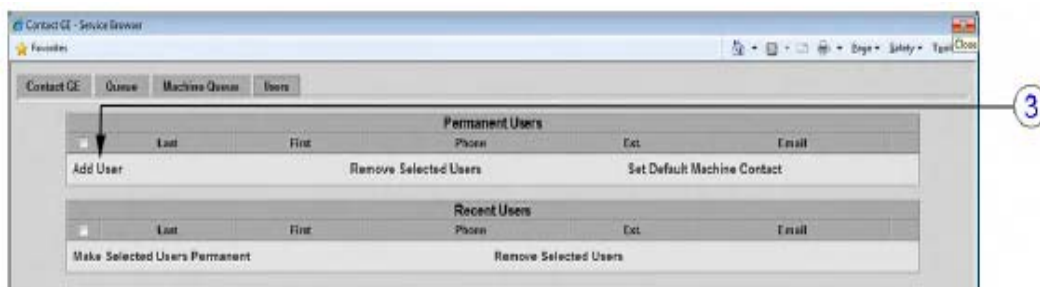 Contact GE - Service Browser
Favorites Page Safety Close
Contact GE Queue Machine Queue Users
3
Permanent Users
Last First Phone Ext. Email
Add User Remove Selected Users Set Default Machine Contact
Recent Users
Last First Phone Ext. Email
Make Selected Users Permanent Remove Selected Users